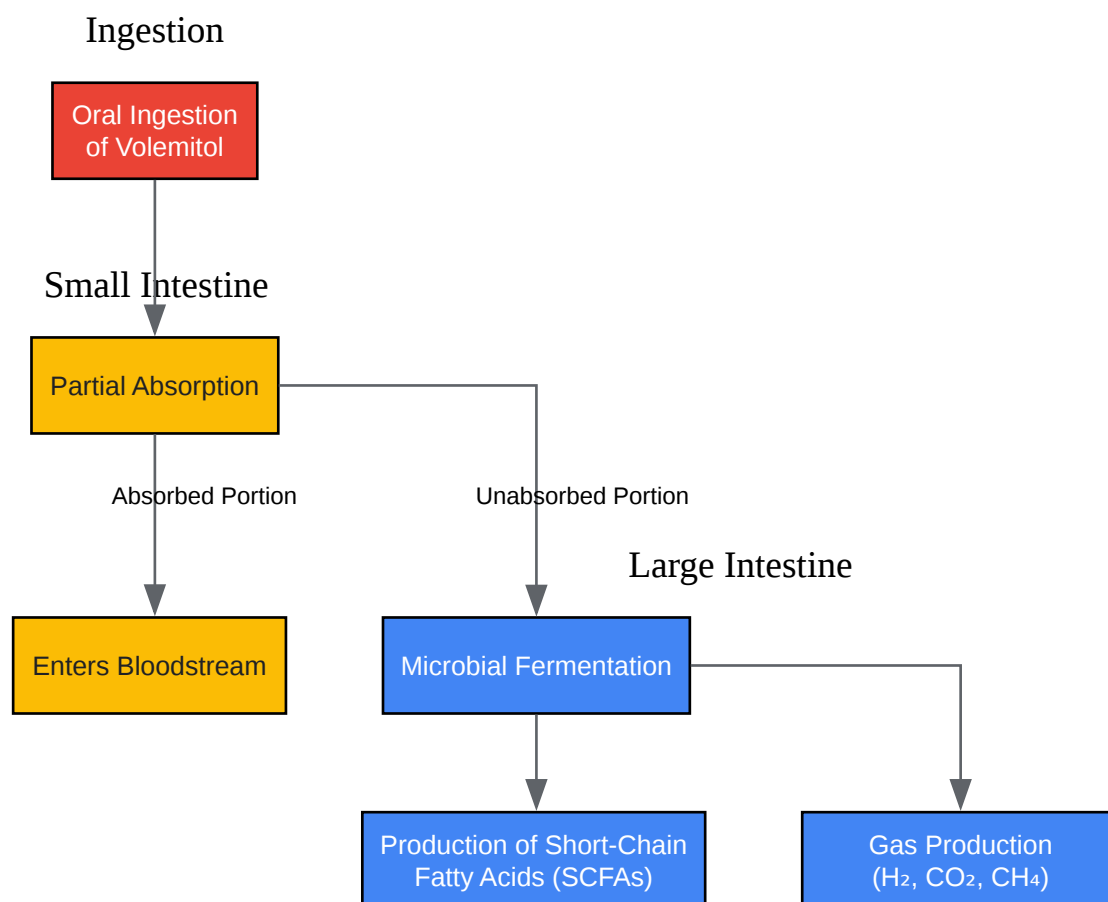 Ingestion
Oral Ingestion
of Volemitol
Small Intestine
Partial Absorption
Absorbed Portion
Unabsorbed Portion
Large Intestine
Enters Bloodstream
Microbial Fermentation
Production of Short-Chain
Fatty Acids (SCFAs)
Gas Production
(H₂, CO₂, CH₄)